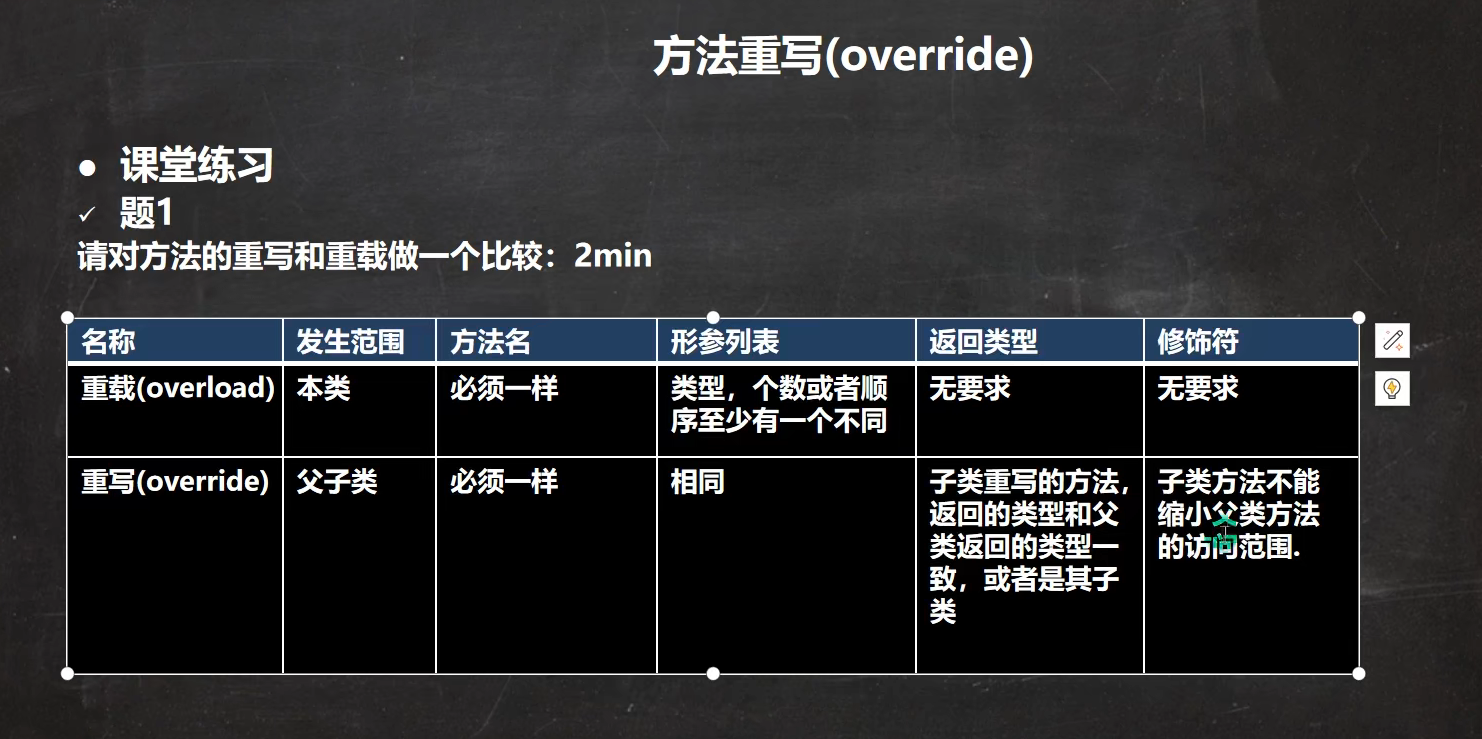 方法重写(override)
● 课堂练习
✓ 题1
请对方法的重写和重载做一个比较：2min
名称 发生范围 方法名 形参列表 返回类型 修饰符
重载(overload) 本类 必须一样 类型，个数或者顺 无要求 无要求
序至少有一个不同
重写(override) 父子类 必须一样 相同 子类重写的方法， 子类方法不能
返回的类型和父 缩小父类方法
类返回的类型一 的访问范围.
致，或者是其子
类